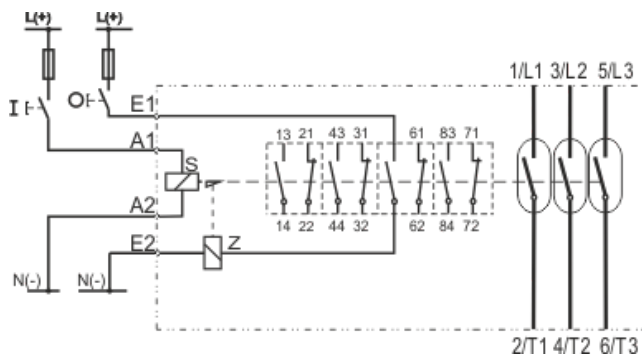 L(+) L(+)
1/L1 3/L2 5/L3
I O E1
A1
13 21 43 31 61 83 71
S
A2
14 22 44 32 62 84 72
E2 Z
N(-) N(-)
2/T1 4/T2 6/T3